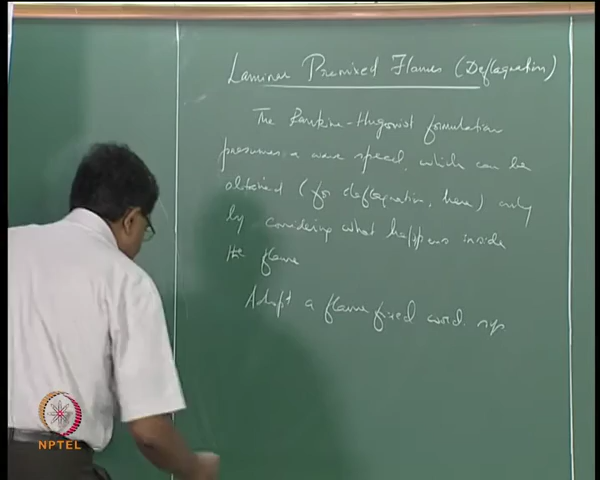 Laminar Premixed Flames (Deflagration)
The Rankine-Hugoniot formulation
presumes a wave speed, which can be
obtained (for deflagration, here) only
by considering what happens inside
the flame
Adopt a flame fixed coord. sys
NPTEL